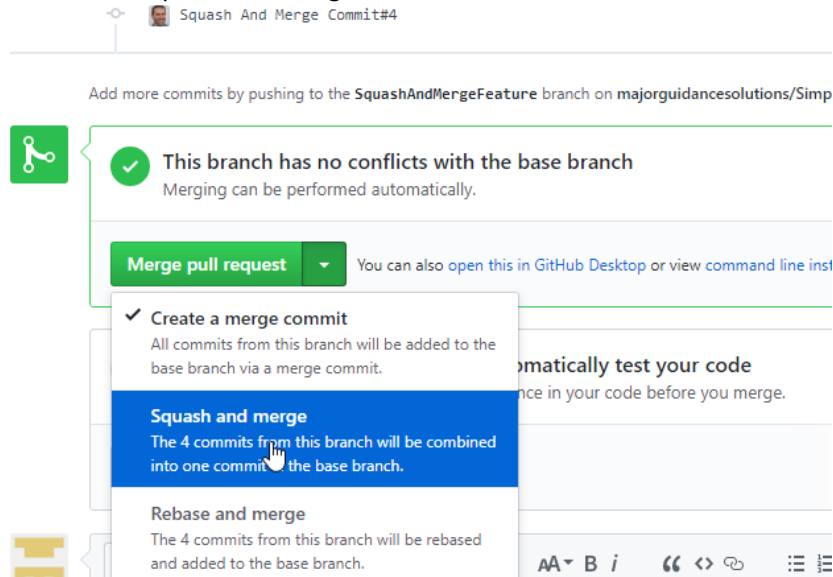 Squash And Merge Commit#4
Add more commits by pushing to the SquashAndMergeFeature branch on majorguidancesolutions/Simp
This branch has no conflicts with the base branch
Merging can be performed automatically.
Merge pull request
You can also open this in GitHub Desktop or view command line inst
Create a merge commit
All commits from this branch will be added to the
base branch via a merge commit.
omatically test your code
nce in your code before you merge.
Squash and merge
The 4 commits from this branch will be combined
into one commit the base branch.
Rebase and merge
The 4 commits from this branch will be rebased
and added to the base branch.
AA B i